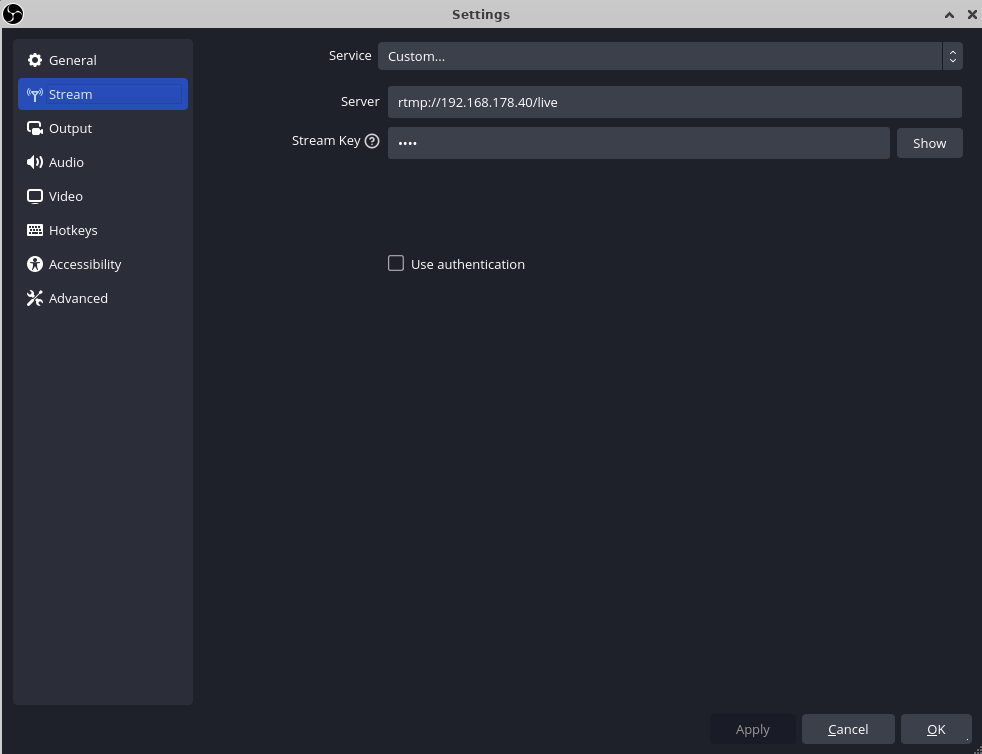 Settings
General
Stream
Output
Audio
Video
Hotkeys
Accessibility
Advanced
Service Custom...
Server rtmp://192.168.178.40/live
Stream Key ? •••• Show
Use authentication
Apply Cancel OK